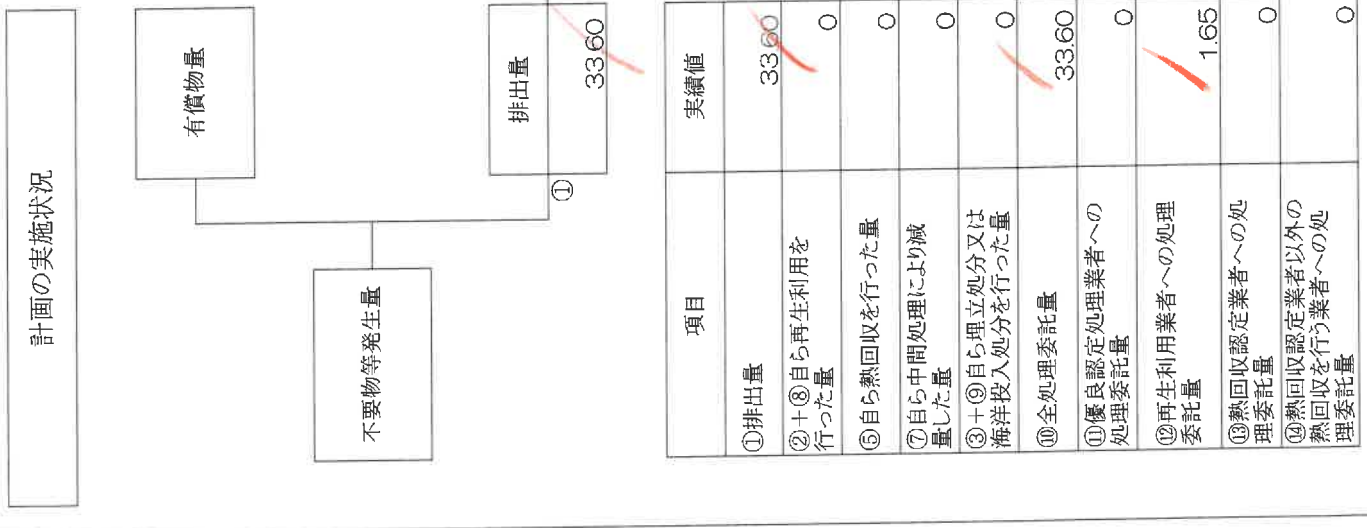 計画の実施状況
有償物量
不要物等発生量
排出量
①
33.60
項目
実績値
①排出量
33.60
②+⑧自ら再生利用を
行った量
0
⑤自ら熱回収を行った量
0
⑦自ら中間処理により減
量した量
0
③+⑨自ら埋立処分又は
海洋投入処分を行った量
0
⑩全処理委託量
33.60
⑪優良認定処理業者への
処理委託量
0
⑫再生利用業者への処理
委託量
1.65
⑬熱回収認定業者への処
理委託量
0
⑭熱回収認定業者以外の
熱回収を行う業者への処
理委託量
0